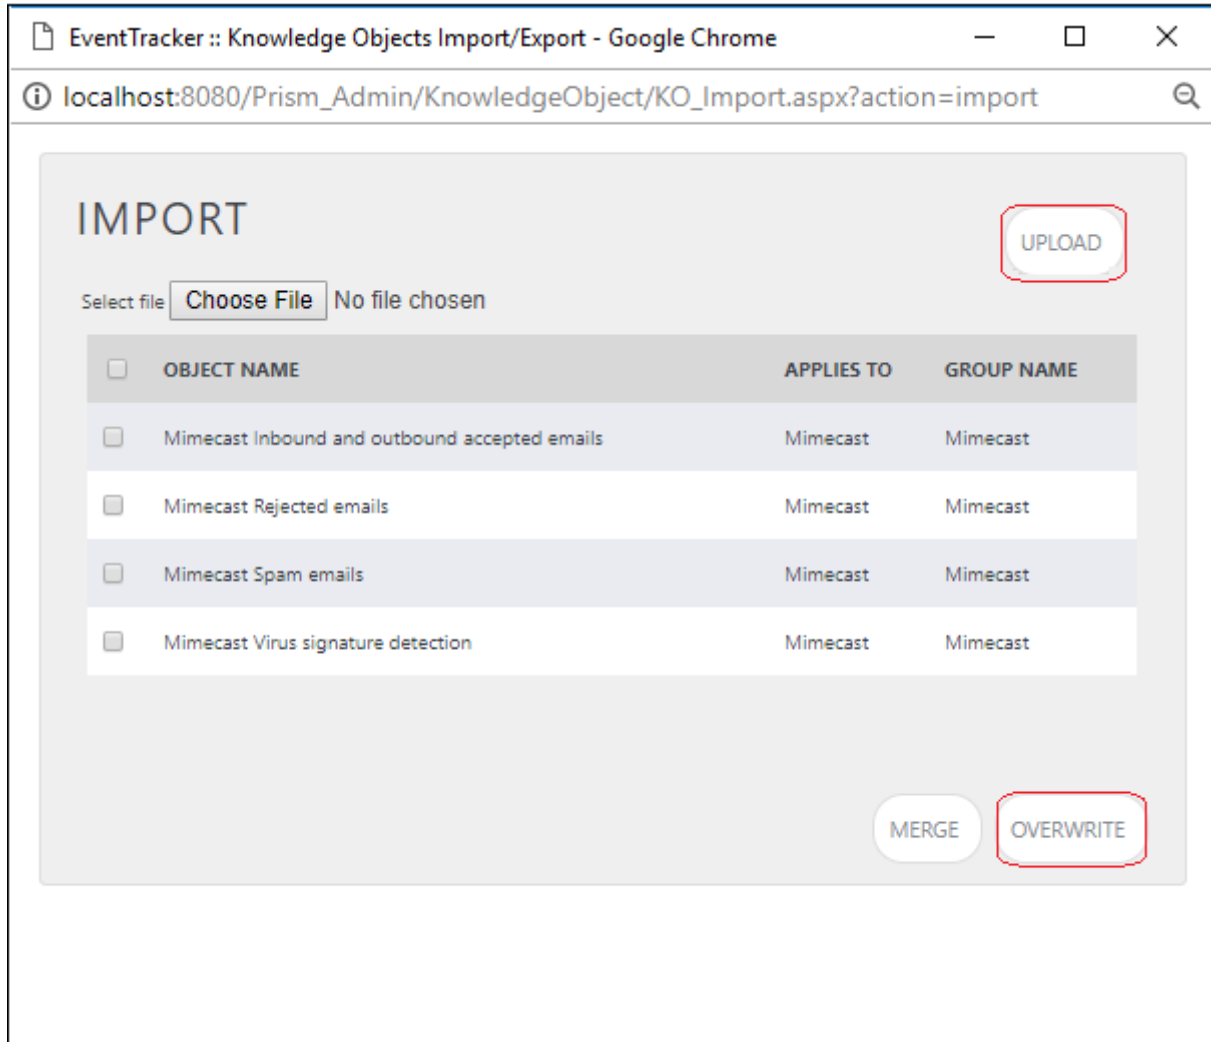 EventTracker :: Knowledge Objects Import/Export - Google Chrome
localhost:8080/Prism_Admin/KnowledgeObject/KO_Import.aspx?action=import
IMPORT
UPLOAD
Select file Choose File No file chosen
OBJECT NAME APPLIES TO GROUP NAME
Mimecast Inbound and outbound accepted emails Mimecast Mimecast
Mimecast Rejected emails Mimecast Mimecast
Mimecast Spam emails Mimecast Mimecast
Mimecast Virus signature detection Mimecast Mimecast
MERGE OVERWRITE